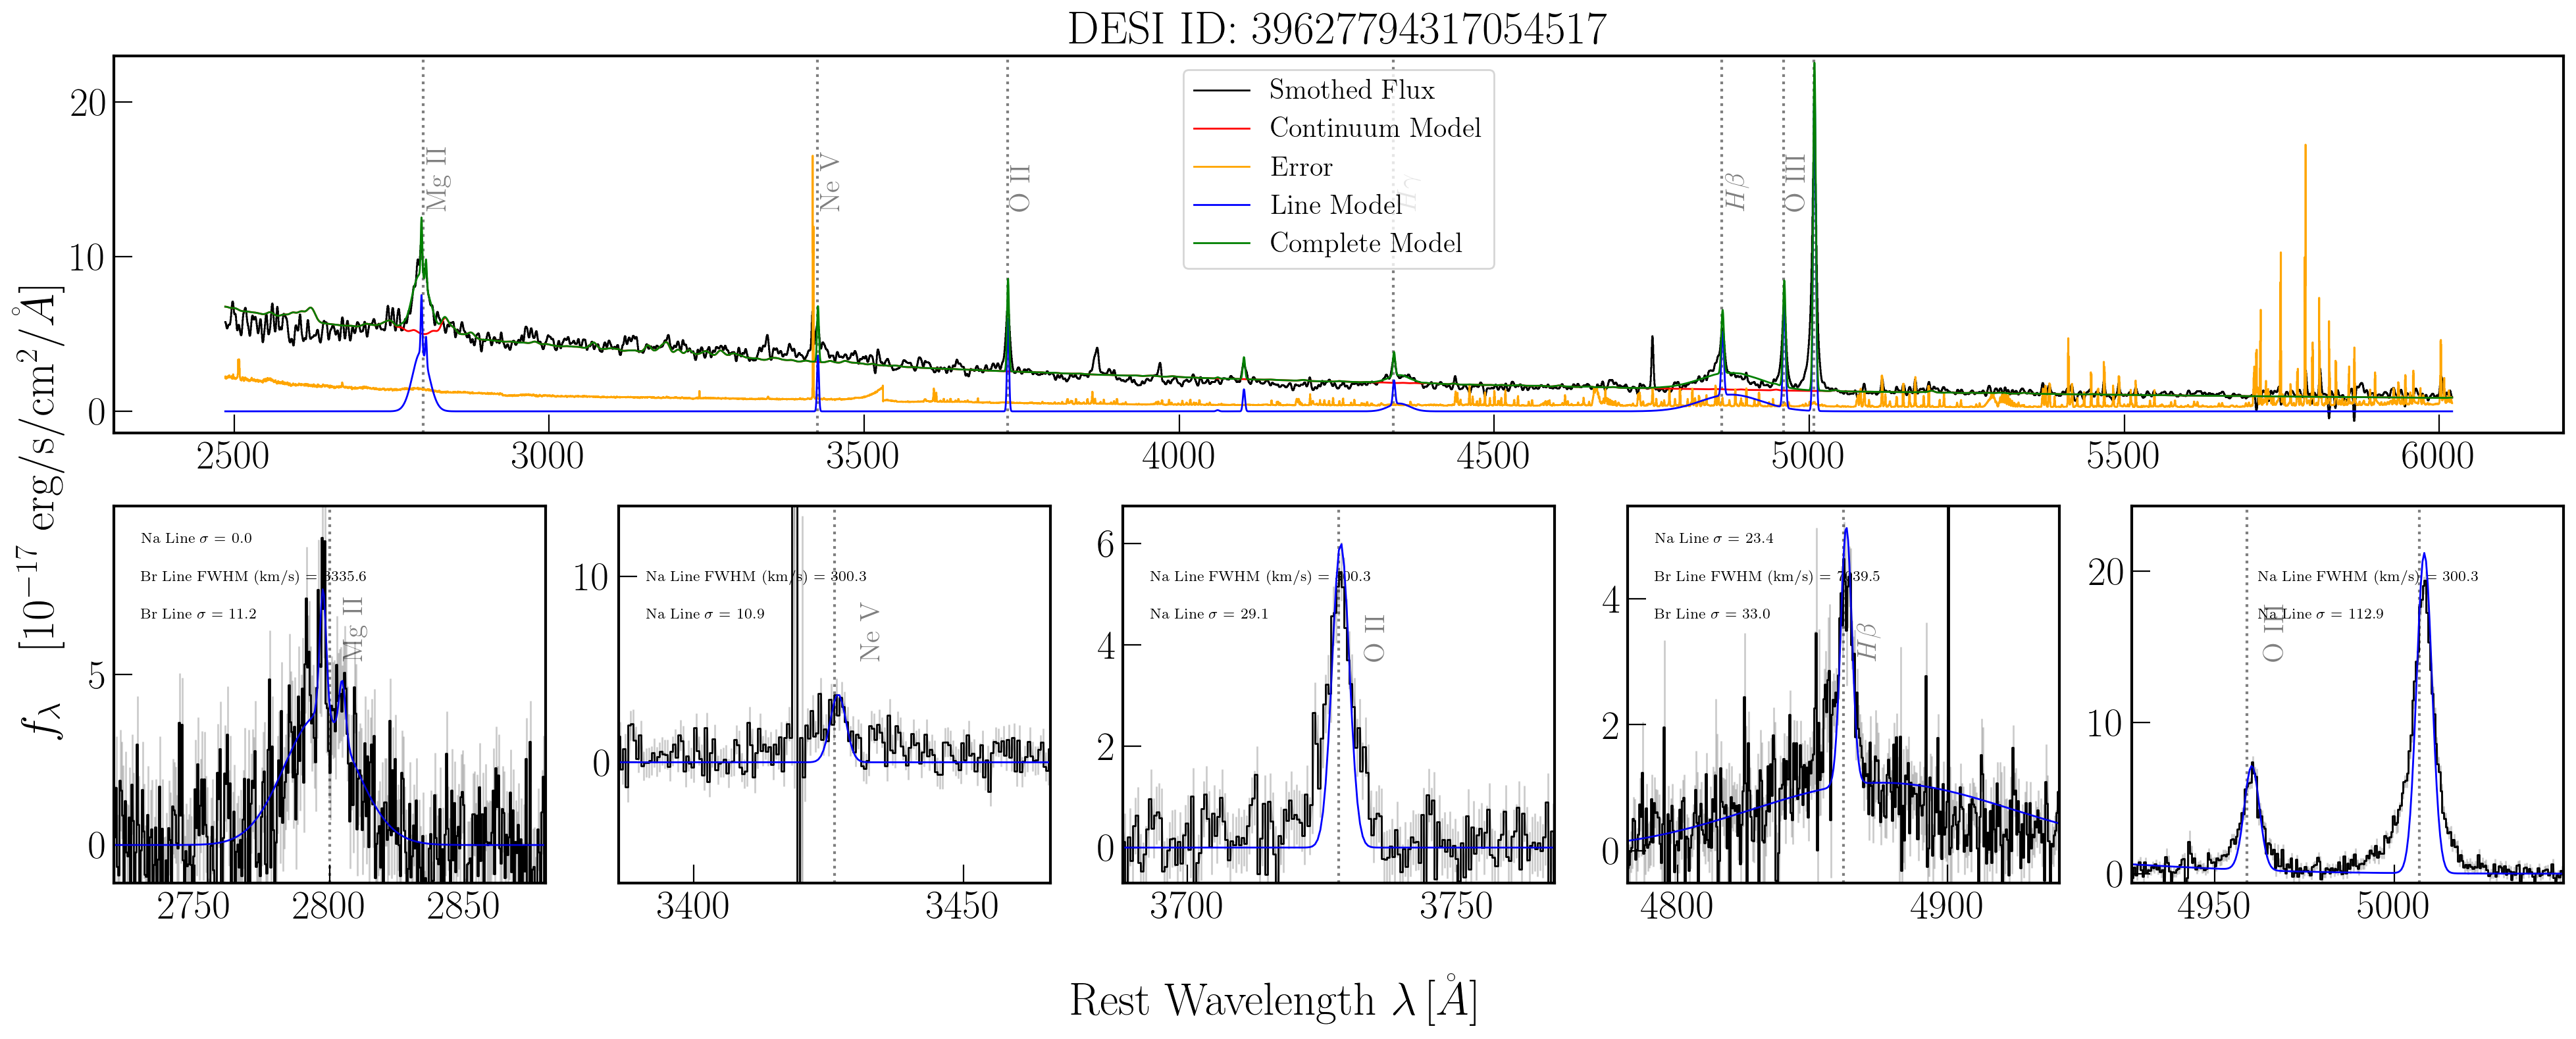 DESI ID: 39627794317054517
20
10
0
Mg II
Ne V
O II
Hγ
Hβ
O III
Smothed Flux
Continuum Model
Error
Line Model
Complete Model
2500 3000 3500 4000 4500 5000 5500 6000
f_λ [10^{-17} erg/s/cm^2/Å]
Na Line σ = 0.0
Br Line FWHM (km/s) = 3335.6
Br Line σ = 11.2
Mg II
5
0
2750 2800 2850
Na Line FWHM (km/s) = 300.3
Na Line σ = 10.9
Ne V
10
0
3400 3450
Na Line FWHM (km/s) = 300.3
Na Line σ = 29.1
O II
6
4
2
0
3700 3750
Na Line σ = 23.4
Br Line FWHM (km/s) = 7039.5
Br Line σ = 33.0
Hβ
4
2
0
4800 4900
Na Line FWHM (km/s) = 300.3
Na Line σ = 112.9
O III
20
10
0
4950 5000
Rest Wavelength λ [Å]